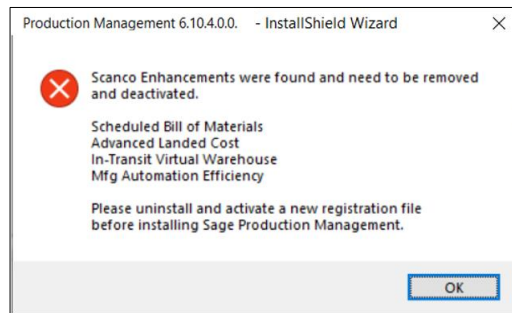 Production Management 6.10.4.0.0. - InstallShield Wizard
Scanco Enhancements were found and need to be removed
and deactivated.
Scheduled Bill of Materials
Advanced Landed Cost
In-Transit Virtual Warehouse
Mfg Automation Efficiency
Please uninstall and activate a new registration file
before installing Sage Production Management.
OK